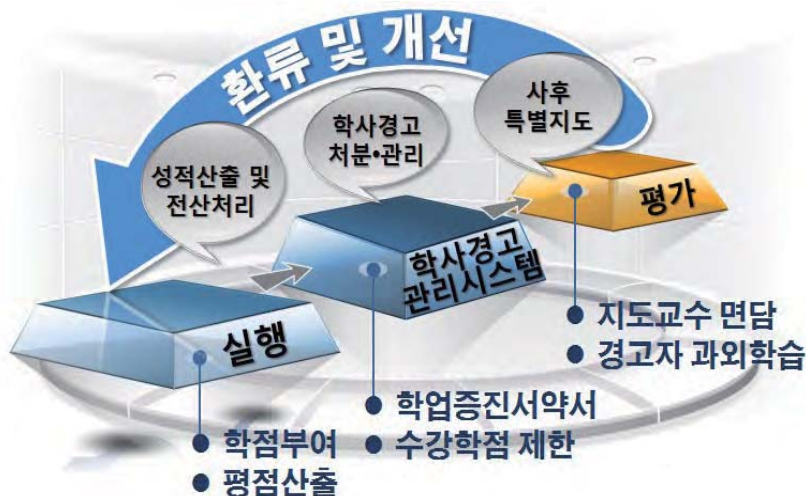 환류 및 개선
성적산출 및
전산처리
학사경고
처분•관리
사후
특별지도
실행
학사경고
관리시스템
평가
● 학점부여
● 평점산출
● 학업증진서약서
● 수강학점 제한
● 지도교수 면담
● 경고자 과외학습